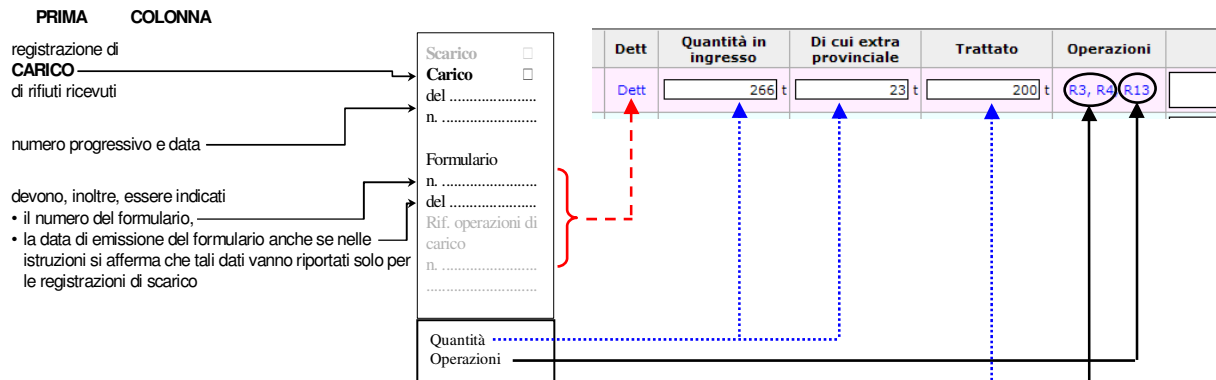 PRIMA COLONNA
registrazione di
CARICO
di rifiuti ricevuti
numero progressivo e data
devono, inoltre, essere indicati
• il numero del formulario,
• la data di emissione del formulario anche se nelle
istruzioni si afferma che tali dati vanno riportati solo per
le registrazioni di scarico
Scarico □
Carico □
del ......................
n. .......................
Formulario
n. .......................
del ......................
Rif. operazioni di
carico
n. .......................
...........................
Quantità
Operazioni
Dett Quantità in ingresso Di cui extra provinciale Trattato Operazioni
Dett 266 t 23 t 200 t R3, R4, R13